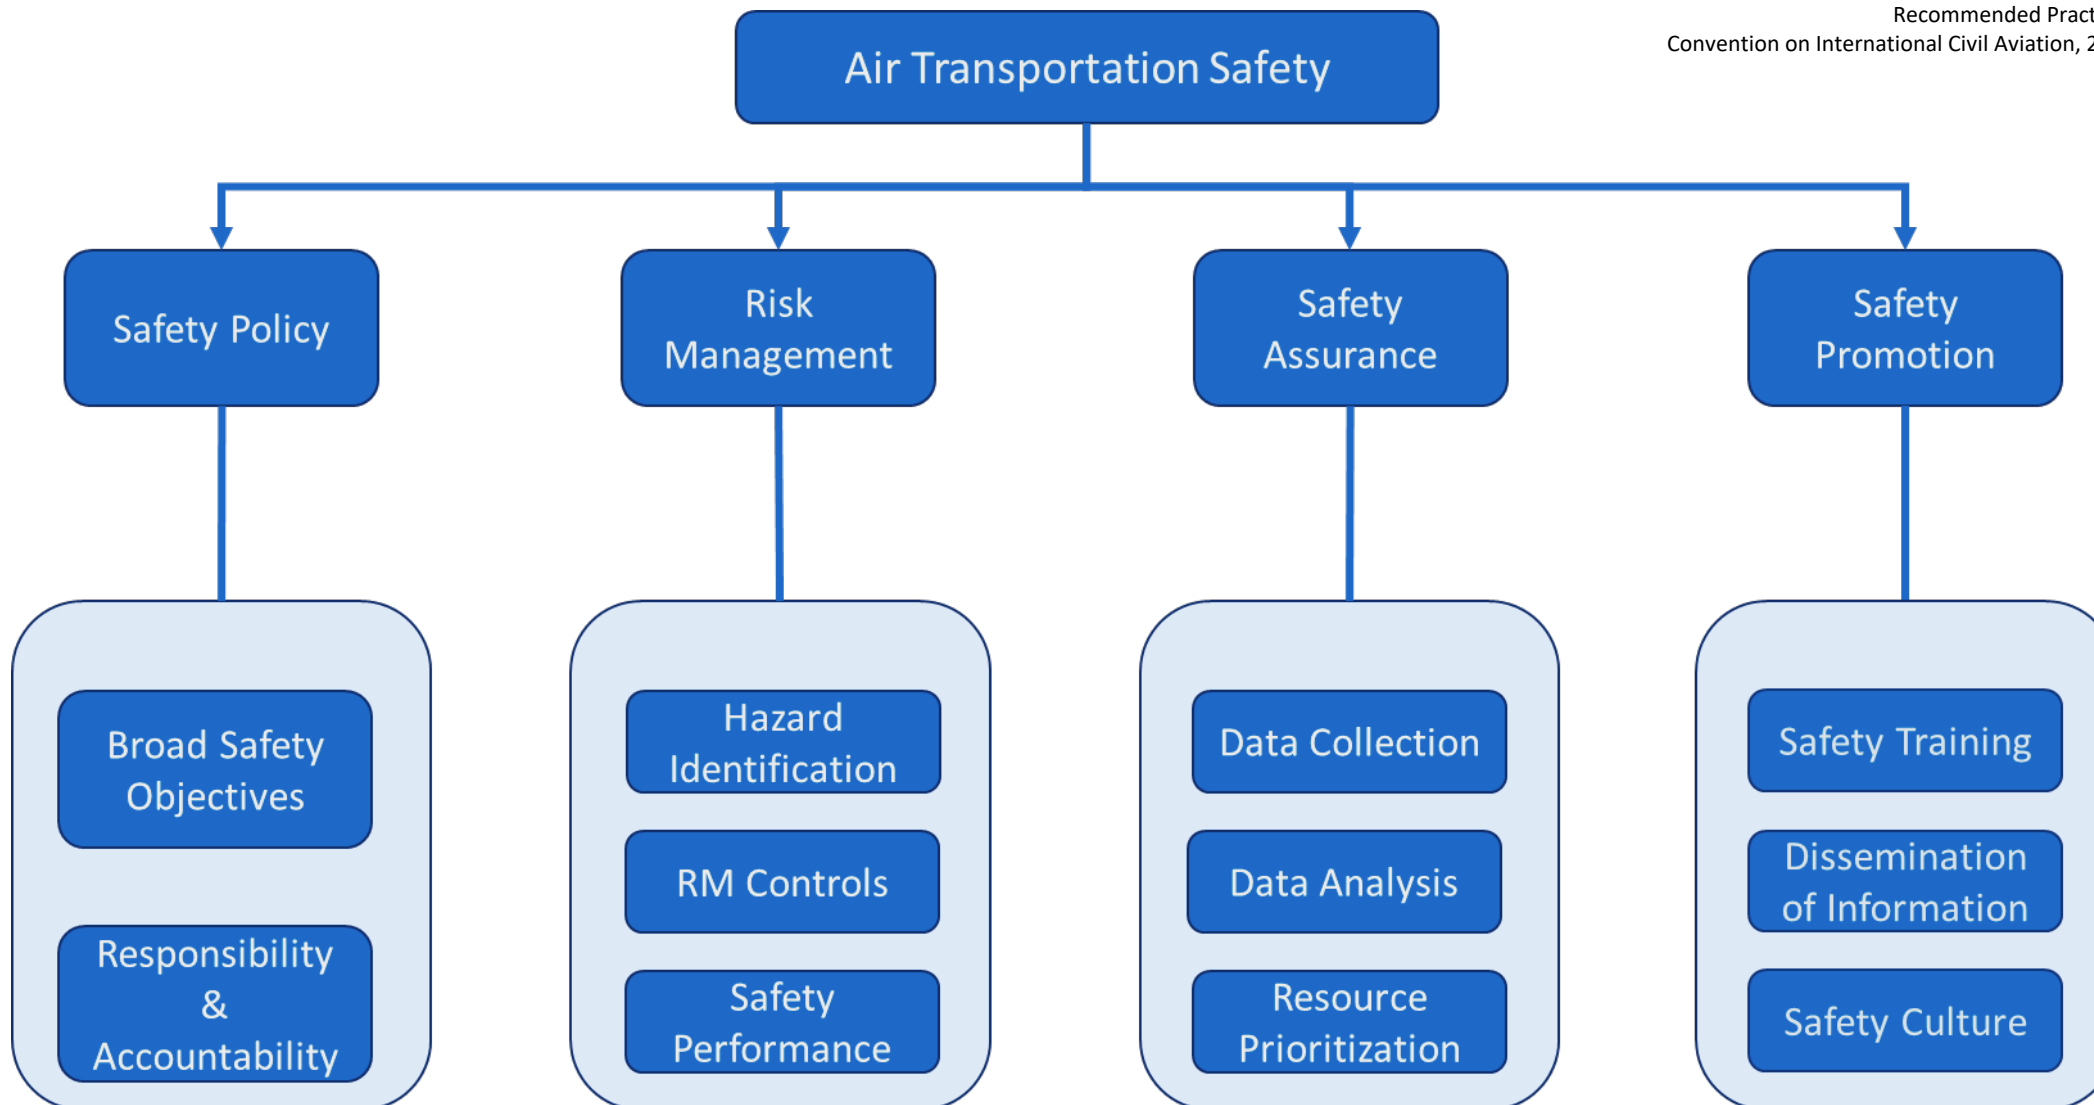 Recommended
Convention on International Civil Aviation,
Air Transportation Safety
Safety Policy
Risk
Management
Safety
Assurance
Safety
Promotion
Broad Safety
Objectives
Responsibility
&
Accountability
Hazard
Identification
RM Controls
Safety
Performance
Data Collection
Data Analysis
Resource
Prioritization
Safety Training
Dissemination
of Information
Safety Culture